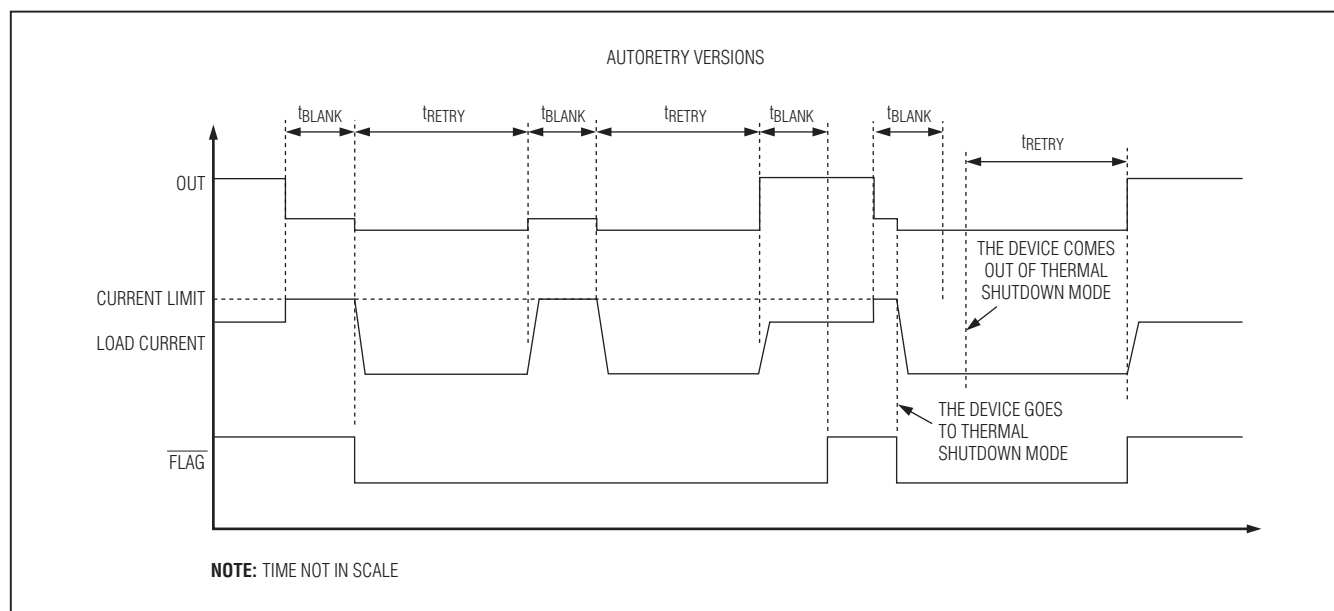 AUTORETRY VERSIONS
tBLANK
tRETRY
tBLANK
tRETRY
tBLANK
tBLANK
tRETRY
OUT
THE DEVICE COMES
OUT OF THERMAL
SHUTDOWN MODE
CURRENT LIMIT
LOAD CURRENT
THE DEVICE GOES
TO THERMAL
SHUTDOWN MODE
FLAG
NOTE: TIME NOT IN SCALE